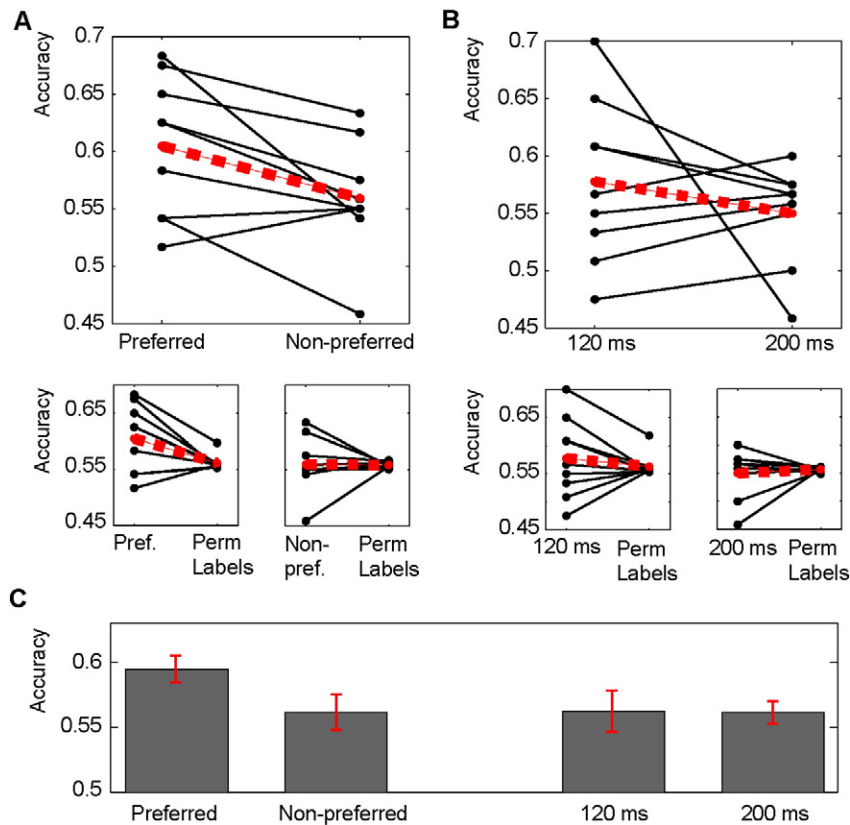 A
Accuracy
0.7
0.65
0.6
0.55
0.5
0.45
Preferred Non-preferred
Accuracy
0.65
0.55
0.45
Pref. Perm Labels
Non-pref. Perm Labels
B
Accuracy
0.7
0.65
0.6
0.55
0.5
0.45
120 ms 200 ms
Accuracy
0.65
0.55
0.45
120 ms Perm Labels
200 ms Perm Labels
C
Accuracy
0.6
0.55
0.5
Preferred Non-preferred 120 ms 200 ms